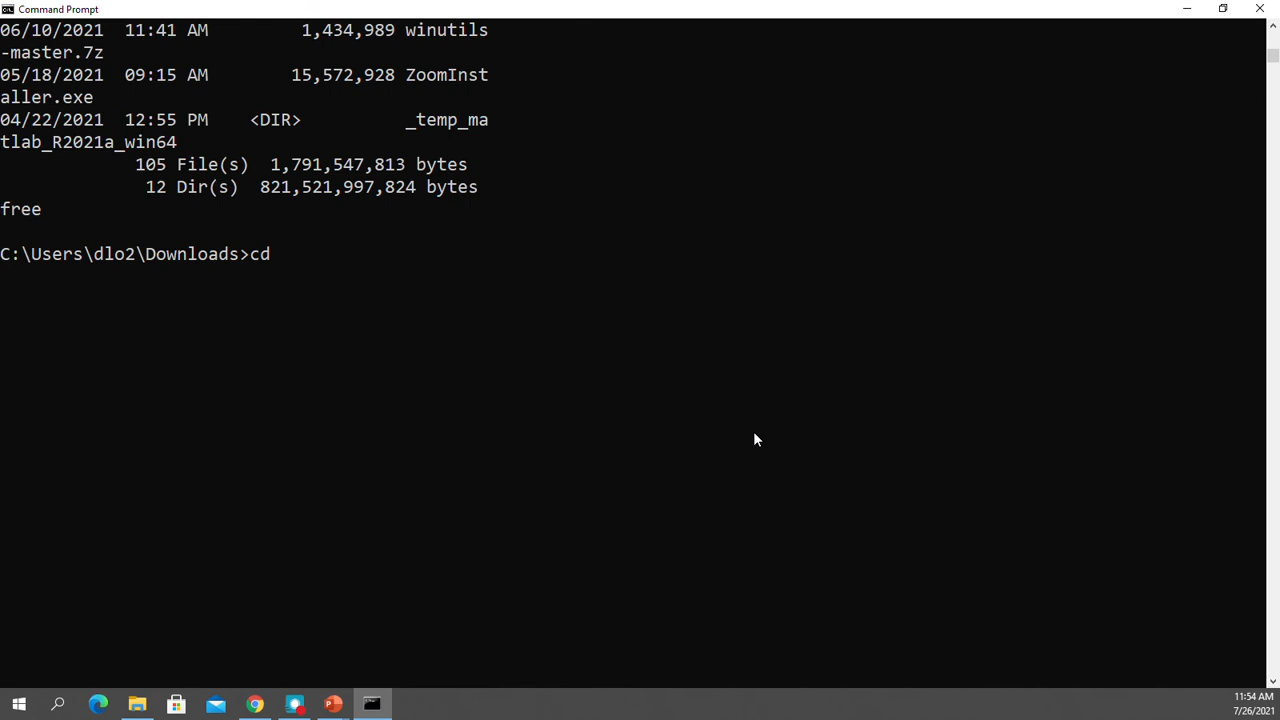 Command Prompt
06/10/2021  11:41 AM         1,434,989 winutils
-master.7z
05/18/2021  09:15 AM        15,572,928 ZoomInst
aller.exe
04/22/2021  12:55 PM    <DIR>          _temp_ma
tlab_R2021a_win64
             105 File(s)  1,791,547,813 bytes
              12 Dir(s)  821,521,997,824 bytes
free
C:\Users\dlo2\Downloads>cd
11:54 AM
7/26/2021